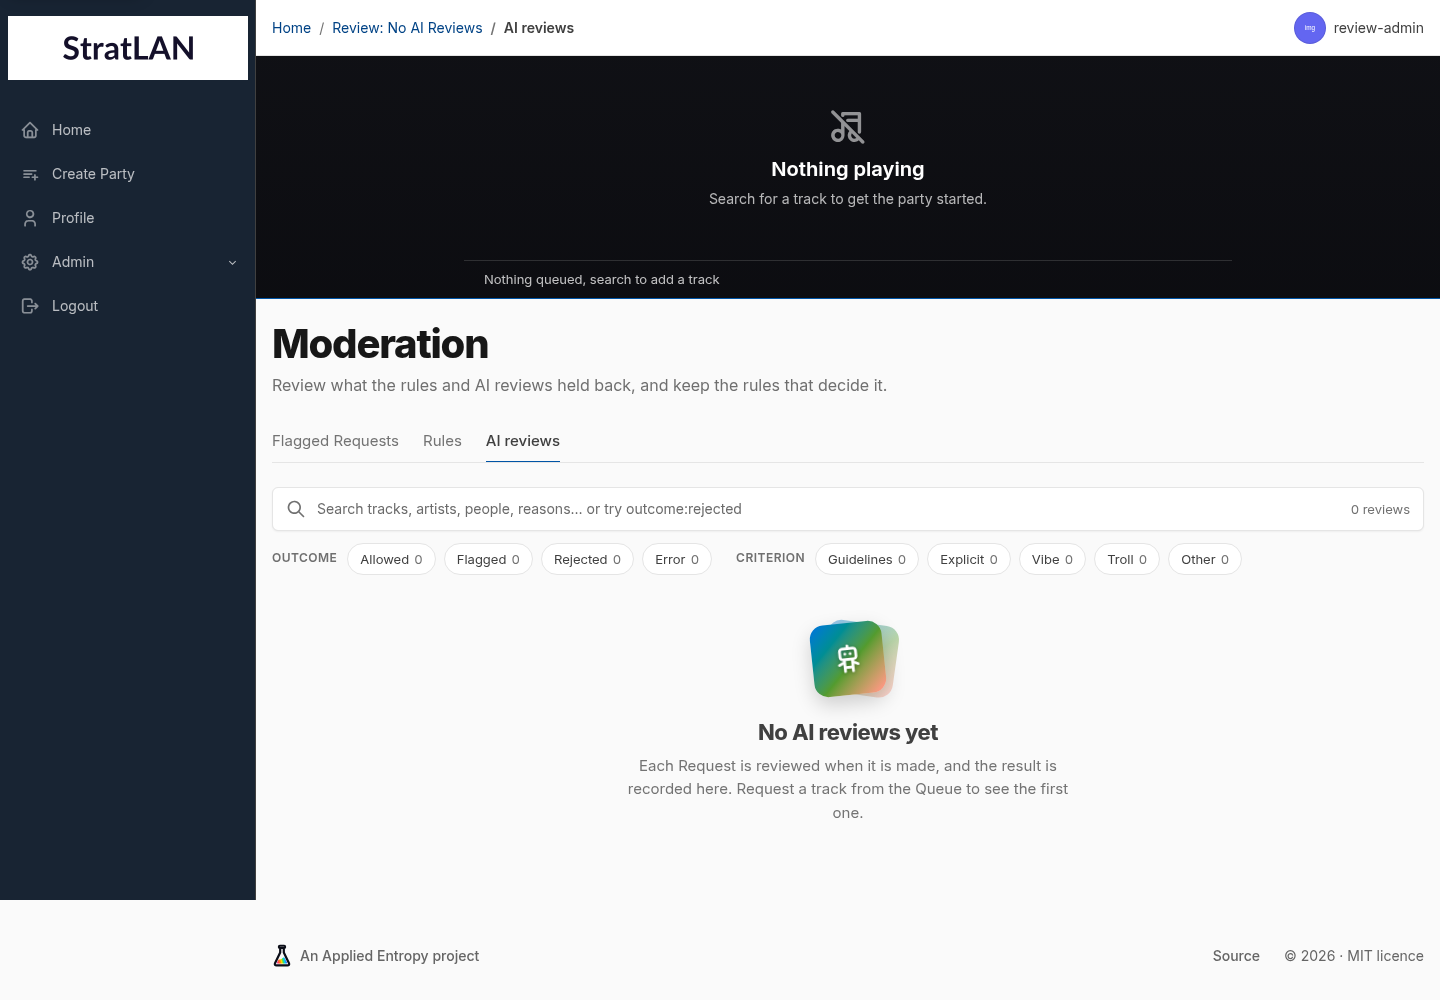 StratLAN
Home
Create Party
Profile
Admin
Logout
Home / Review: No AI Reviews / AI reviews
img
review-admin
Nothing playing
Search for a track to get the party started.
Nothing queued, search to add a track
Moderation
Review what the rules and AI reviews held back, and keep the rules that decide it.
Flagged Requests Rules AI reviews
Search tracks, artists, people, reasons... or try outcome:rejected
0 reviews
OUTCOME Allowed 0 Flagged 0 Rejected 0 Error 0 CRITERION Guidelines 0 Explicit 0 Vibe 0 Troll 0 Other 0
No AI reviews yet
Each Request is reviewed when it is made, and the result is
recorded here. Request a track from the Queue to see the first
one.
An Applied Entropy project
Source © 2026 · MIT licence